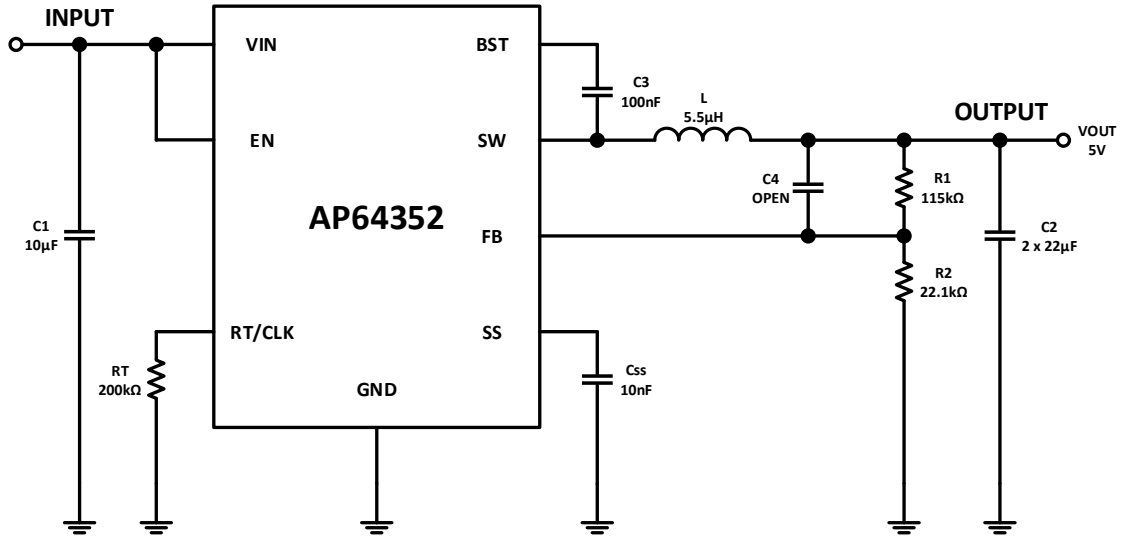 INPUT
VIN
BST
C3
100nF
L
5.5µH
OUTPUT
VOUT
5V
EN
SW
C4
OPEN
R1
115kΩ
AP64352
C1
10µF
FB
C2
2 x 22µF
R2
22.1kΩ
RT/CLK
SS
RT
200kΩ
GND
Css
10nF